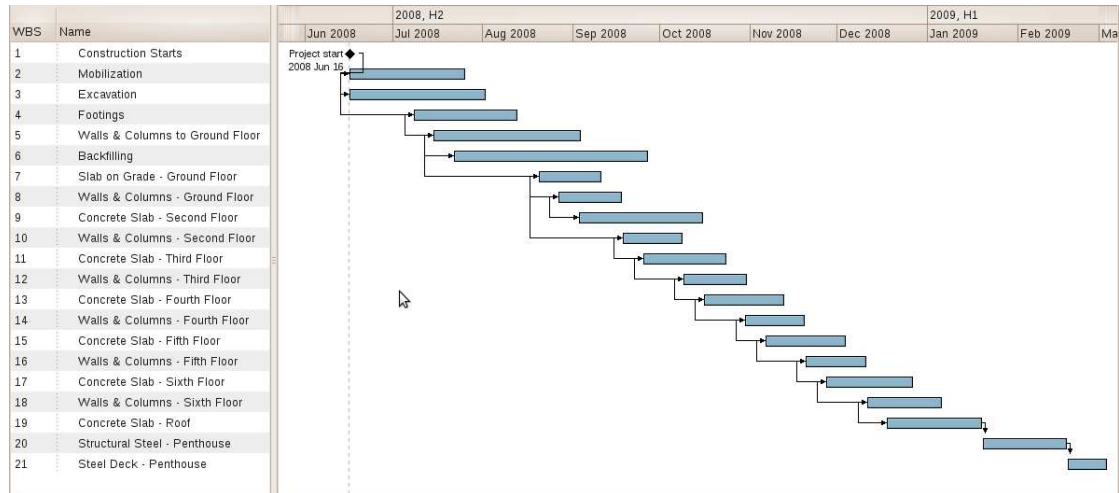 2008, H2 2009, H1
WBS Name Jun 2008 Jul 2008 Aug 2008 Sep 2008 Oct 2008 Nov 2008 Dec 2008 Jan 2009 Feb 2009 Ma
1 Construction Starts Project start
2008 Jun 16
2 Mobilization
3 Excavation
4 Footings
5 Walls & Columns to Ground Floor
6 Backfilling
7 Slab on Grade - Ground Floor
8 Walls & Columns - Ground Floor
9 Concrete Slab - Second Floor
10 Walls & Columns - Second Floor
11 Concrete Slab - Third Floor
12 Walls & Columns - Third Floor
13 Concrete Slab - Fourth Floor
14 Walls & Columns - Fourth Floor
15 Concrete Slab - Fifth Floor
16 Walls & Columns - Fifth Floor
17 Concrete Slab - Sixth Floor
18 Walls & Columns - Sixth Floor
19 Concrete Slab - Roof
20 Structural Steel - Penthouse
21 Steel Deck - Penthouse